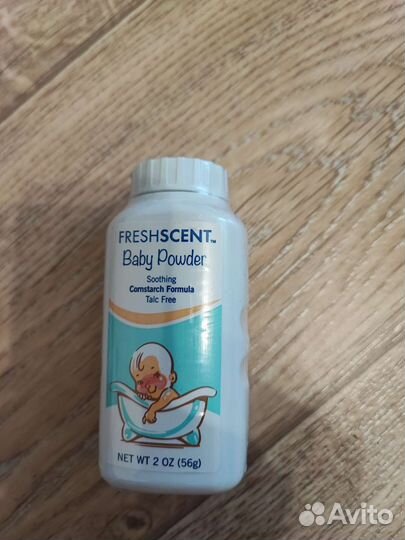 FRESHSCENT™
Baby Powder
Soothing
Cornstarch Formula
Talc Free
NET WT 2 OZ (56g)
Avito